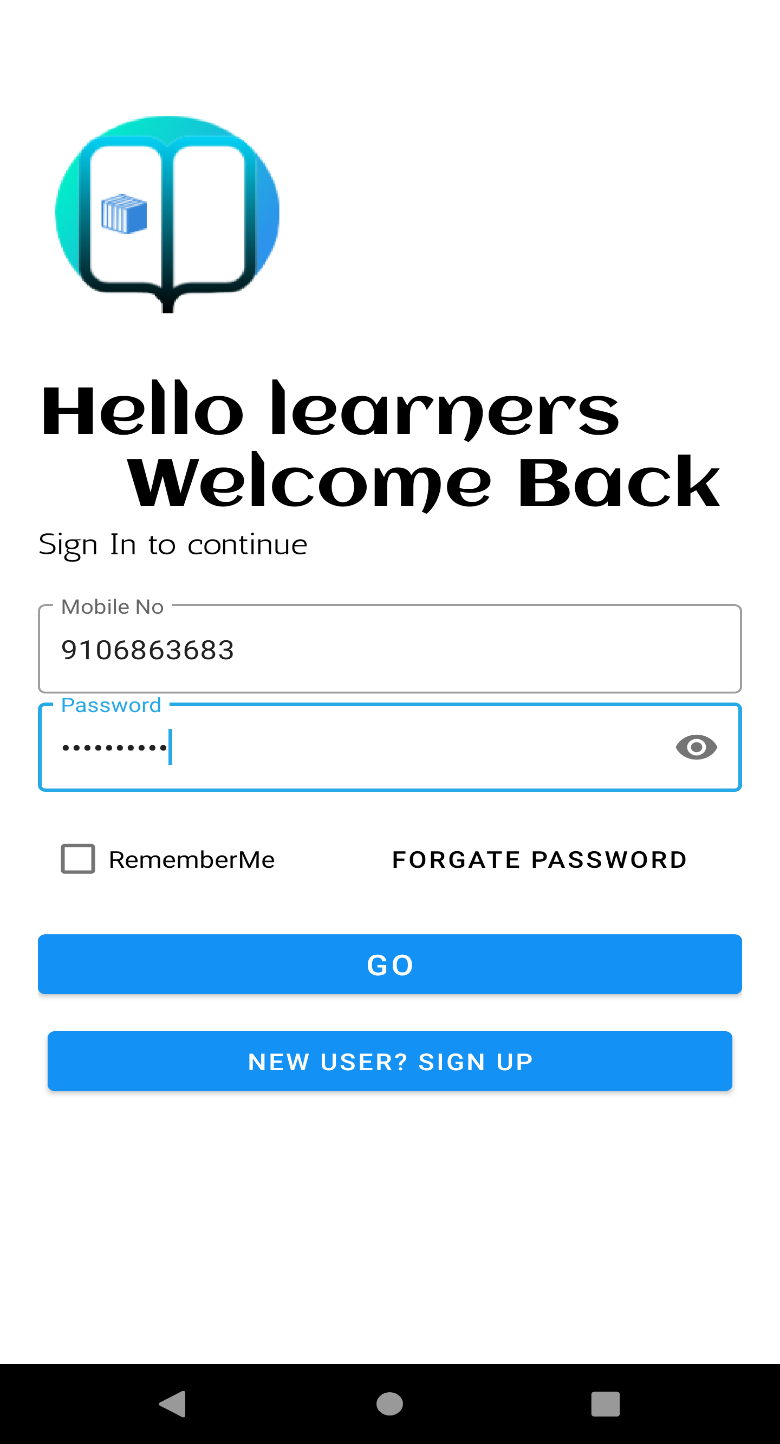 Hello learners
Welcome Back
Sign In to continue
Mobile No
9106863683
Password
••••••••••
RememberMe FORGATE PASSWORD
GO
NEW USER? SIGN UP